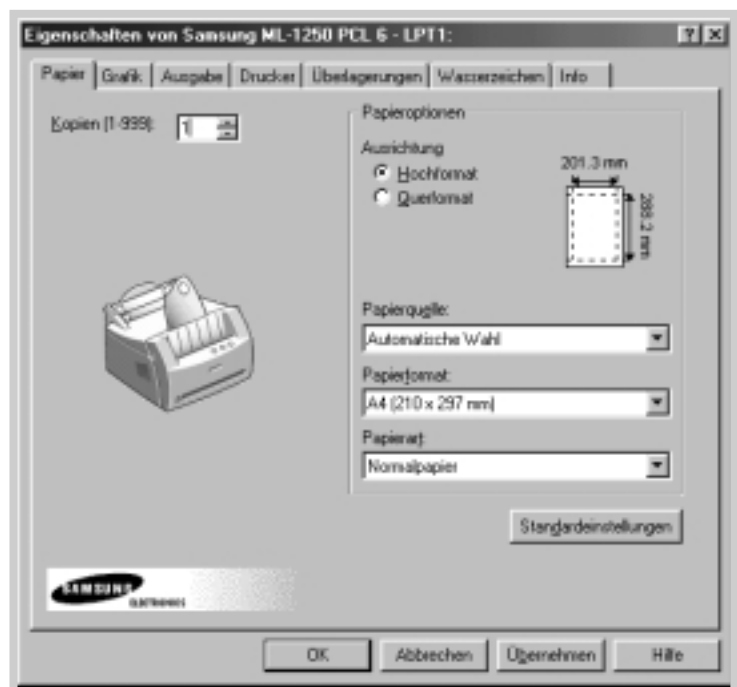 Eigenschaften von Samsung ML-1250 PCL 6 - LPT1:
Papier Grafik Ausgabe Drucker Überlagerungen Wasserzeichen Info
Kopien (1-999): 1
Papieroptionen
Ausrichtung
Hochformat
Querformat
201.3 mm
288.2 mm
Papierquelle:
Automatische Wahl
Papierformat:
A4 (210 x 297 mm)
Papierart:
Normalpapier
Standardeinstellungen
SAMSUNG
ELECTRONICS
OK Abbrechen Übernehmen Hilfe